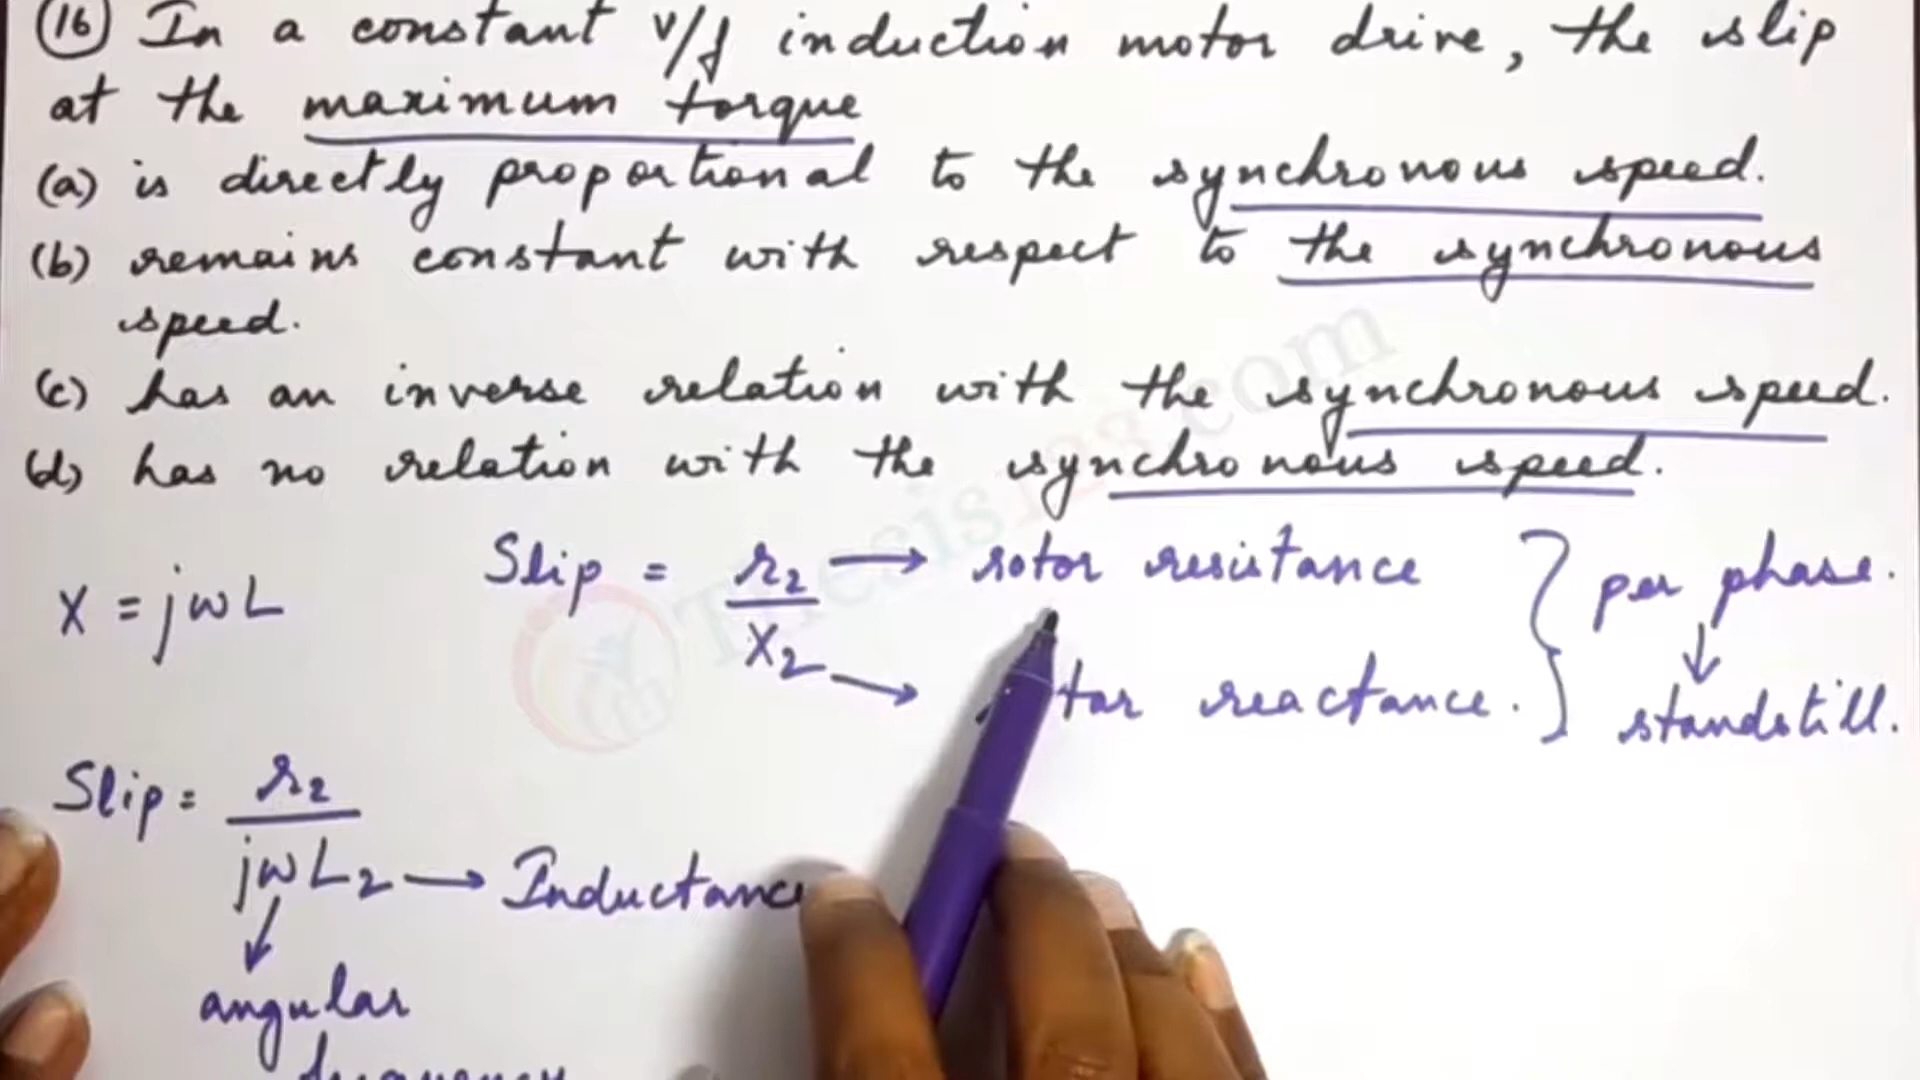 (16) In a constant v/f induction motor drive, the slip
at the maximum torque
(a) is directly proportional to the synchronous speed.
(b) remains constant with respect to the synchronous
speed.
(c) has an inverse relation with the synchronous speed.
(d) has no relation with the synchronous speed.
Thesis123.com
X = jωL
Slip = r2 / X2
→ rotor resistance
→ reactance.
} per phase.
↓
standstill.
Slip = r2 / jωL2 → Inductance
↓
angular
frequency